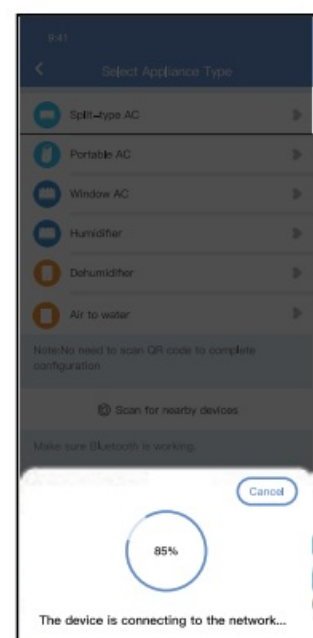 9:41
Select Appliance Type
Split-type AC
Portable AC
Window AC
Humidifier
Dehumidifier
Air to water
Note:No need to scan QR code to complete
configuration
Scan for nearby devices
Make sure Bluetooth is working.
Cancel
85%
The device is connecting to the network...